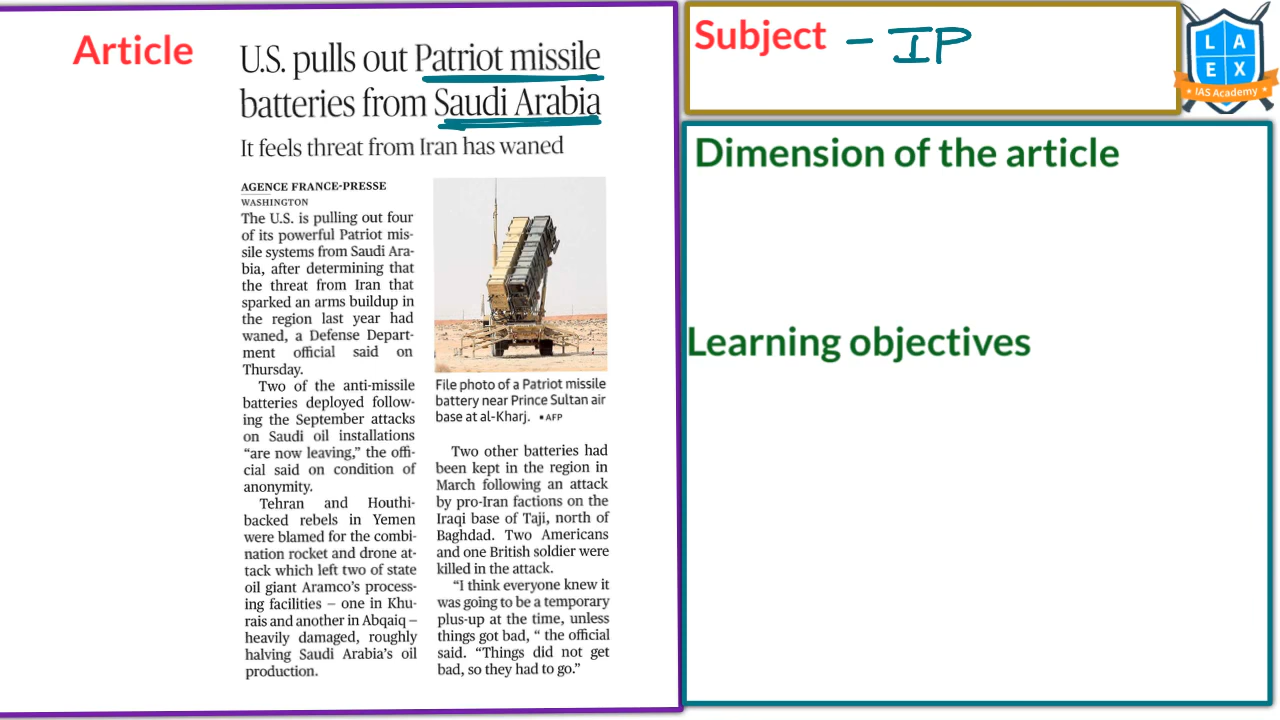 Article
U.S. pulls out Patriot missile
batteries from Saudi Arabia
It feels threat from Iran has waned
AGENCE FRANCE-PRESSE
WASHINGTON
The U.S. is pulling out four
of its powerful Patriot mis-
sile systems from Saudi Ara-
bia, after determining that
the threat from Iran that
sparked an arms buildup in
the region last year had
waned, a Defense Depart-
ment official said on
Thursday.
Two of the anti-missile
batteries deployed follow-
ing the September attacks
on Saudi oil installations
“are now leaving,” the offi-
cial said on condition of
anonymity.
Tehran and Houthi-
backed rebels in Yemen
were blamed for the combi-
nation rocket and drone at-
tack which left two of state
oil giant Aramco’s process-
ing facilities – one in Khu-
rais and another in Abqaiq –
heavily damaged, roughly
halving Saudi Arabia’s oil
production.
File photo of a Patriot missile
battery near Prince Sultan air
base at al-Kharj. ▪ AFP
Two other batteries had
been kept in the region in
March following an attack
by pro-Iran factions on the
Iraqi base of Taji, north of
Baghdad. Two Americans
and one British soldier were
killed in the attack.
“I think everyone knew it
was going to be a temporary
plus-up at the time, unless
things got bad, “ the official
said. “Things did not get
bad, so they had to go.”
Subject - IP
L A
E X
IAS Academy
Dimension of the article
Learning objectives